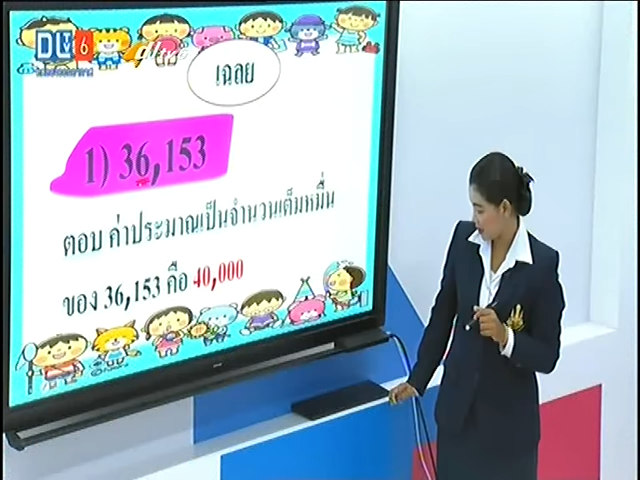 DLTV6
เฉลย
1) 36,153
ตอบ ค่าประมาณเป็นจำนวนเต็มหมื่น
ของ 36,153 คือ 40,000